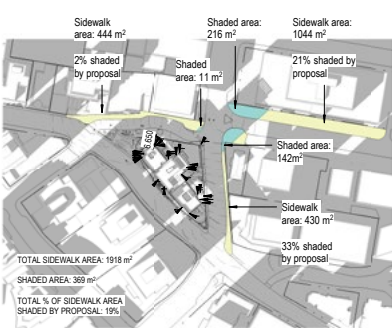 Sidewalk
area: 444 m²
2% shaded
by proposal
Shaded area:
216 m²
Sidewalk area:
1044 m²
21% shaded by
proposal
Shaded
area: 11 m²
6.650
Shaded area:
142m²
Sidewalk
area: 430 m²
33% shaded
by proposal
TOTAL SIDEWALK AREA: 1918 m²
SHADED AREA: 369 m²
TOTAL % OF SIDEWALK AREA
SHADED BY PROPOSAL: 19%